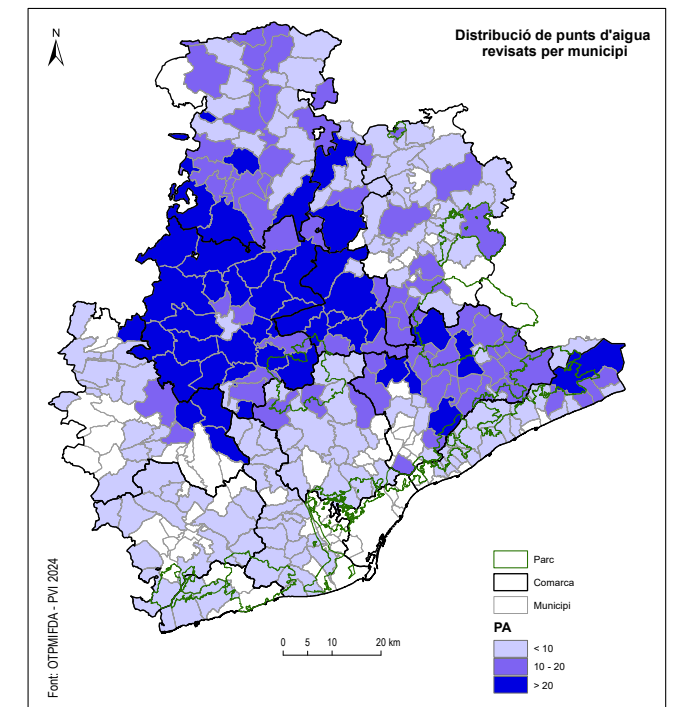 N
Distribució de punts d'aigua
revisats per municipi
Parc
Comarca
Municipi
PA
< 10
10 - 20
> 20
0 5 10 20 km
Font: OTPMIFDA - PVI 2024